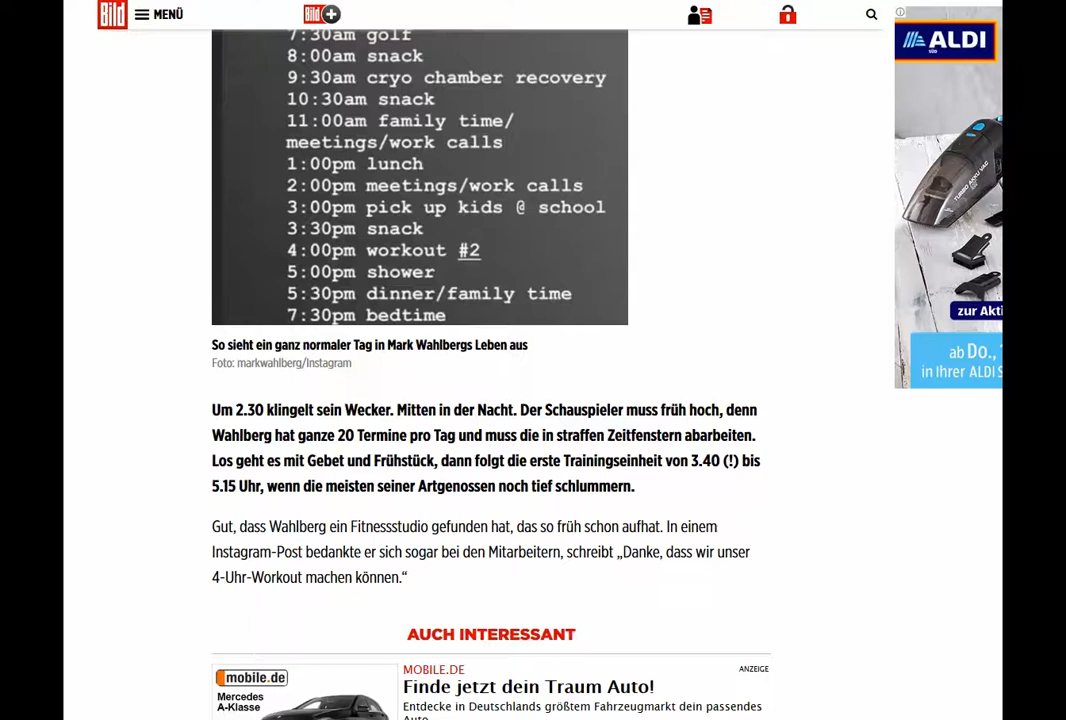 Bild
MENÜ
Bild
7:30am golf
8:00am snack
9:30am cryo chamber recovery
10:30am snack
11:00am family time/
meetings/work calls
1:00pm lunch
2:00pm meetings/work calls
3:00pm pick up kids @ school
3:30pm snack
4:00pm workout #2
5:00pm shower
5:30pm dinner/family time
7:30pm bedtime
So sieht ein ganz normaler Tag in Mark Wahlbergs Leben aus
Foto: markwahlberg/Instagram
Um 2.30 klingelt sein Wecker. Mitten in der Nacht. Der Schauspieler muss früh hoch, denn
Wahlberg hat ganze 20 Termine pro Tag und muss die in straffen Zeitfenstern abarbeiten.
Los geht es mit Gebet und Frühstück, dann folgt die erste Trainingseinheit von 3.40 (!) bis
5.15 Uhr, wenn die meisten seiner Artgenossen noch tief schlummern.
Gut, dass Wahlberg ein Fitnessstudio gefunden hat, das so früh schon aufhat. In einem
Instagram-Post bedankte er sich sogar bei den Mitarbeitern, schreibt „Danke, dass wir unser
4-Uhr-Workout machen können.“
AUCH INTERESSANT
mobile.de
Mercedes
A-Klasse
MOBILE.DE
ANZEIGE
Finde jetzt dein Traum Auto!
Entdecke in Deutschlands größtem Fahrzeugmarkt dein passendes
Auto
ALDI
SÜD
TURBO AKKU VAC
zur Akti
ab Do.,
in Ihrer ALDI S